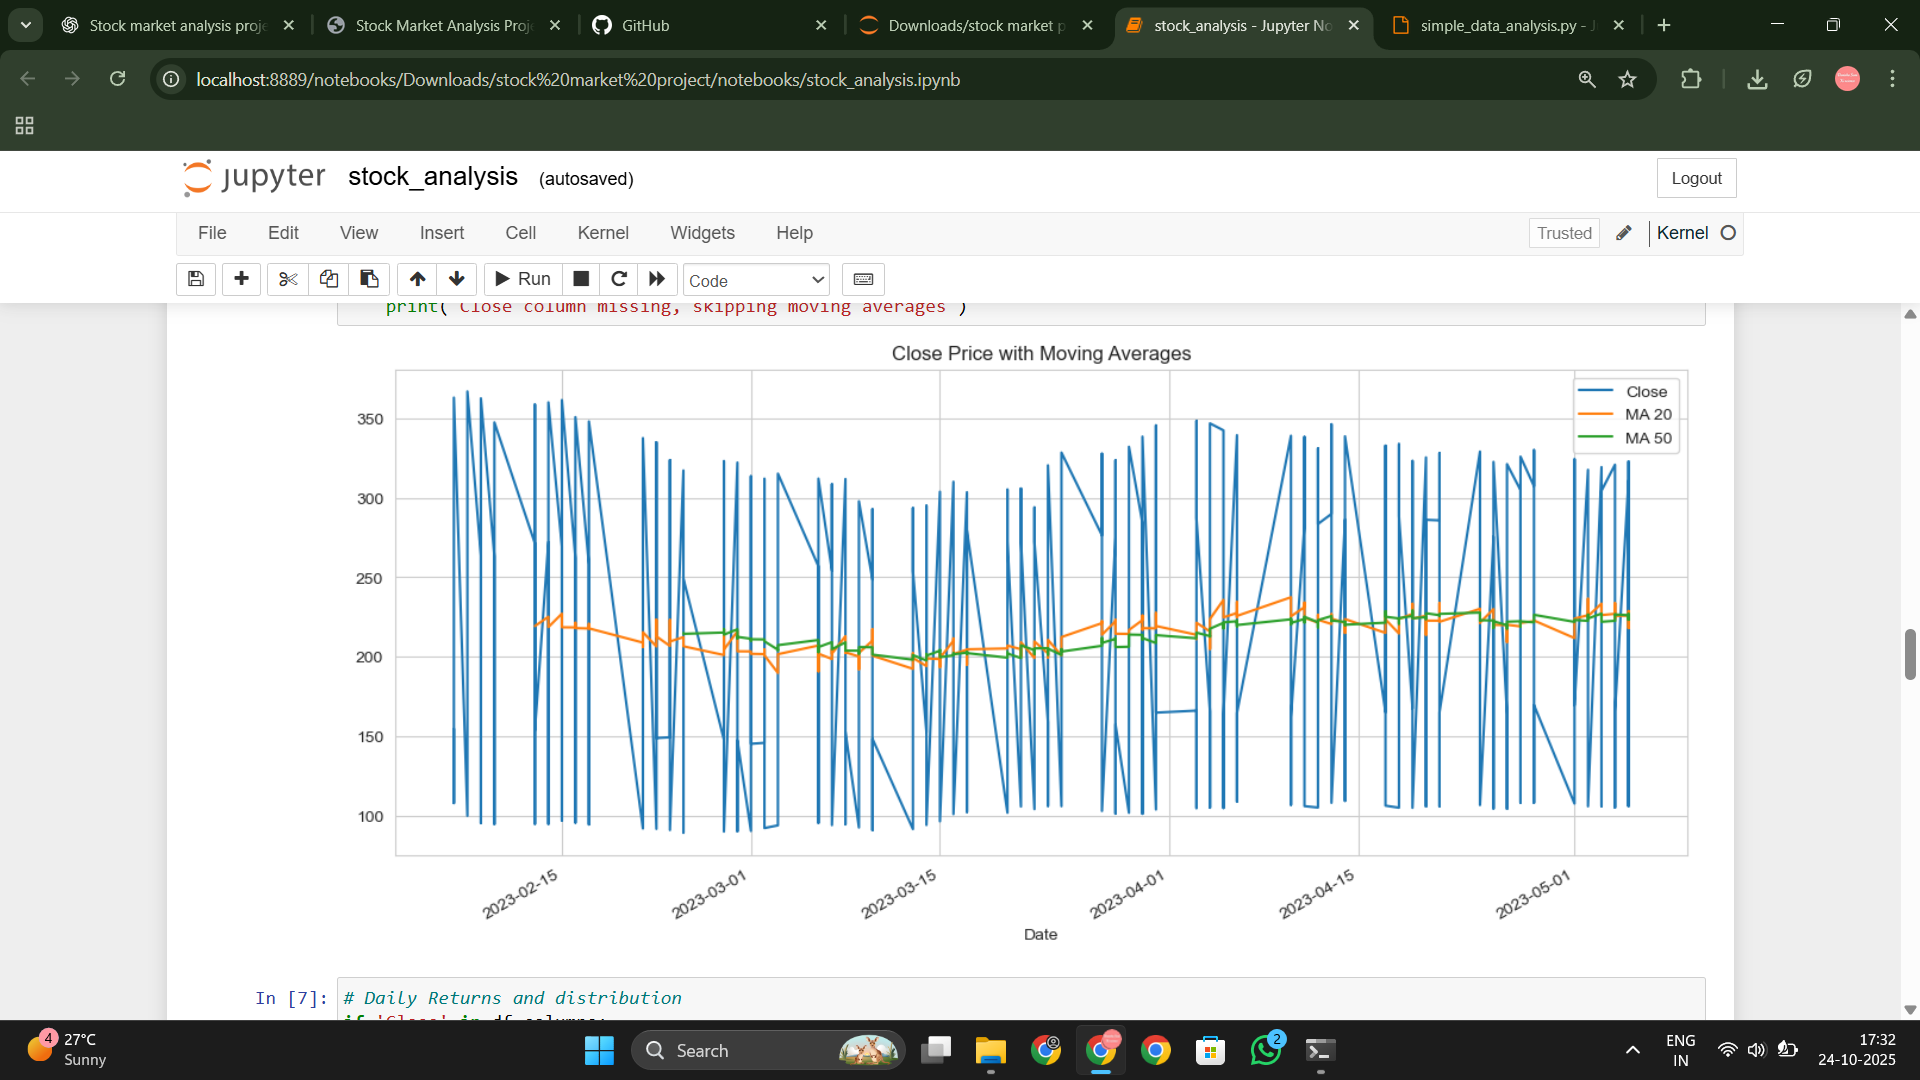 Stock market analysis proje
Stock Market Analysis Proje
GitHub
Downloads/stock market p
stock_analysis - Jupyter No
simple_data_analysis.py - J
localhost:8889/notebooks/Downloads/stock%20market%20project/notebooks/stock_analysis.ipynb
jupyter stock_analysis (autosaved)
Logout
File Edit View Insert Cell Kernel Widgets Help
Trusted
Kernel
Run
Code
print("Close column missing, skipping moving averages")
Close Price with Moving Averages
Close
MA 20
MA 50
350
300
250
200
150
100
2023-02-15
2023-03-01
2023-03-15
2023-04-01
2023-04-15
2023-05-01
Date
In [7]: # Daily Returns and distribution
if 'Close' in df.columns:
4
27°C
Sunny
Search
2
ENG
IN
17:32
24-10-2025